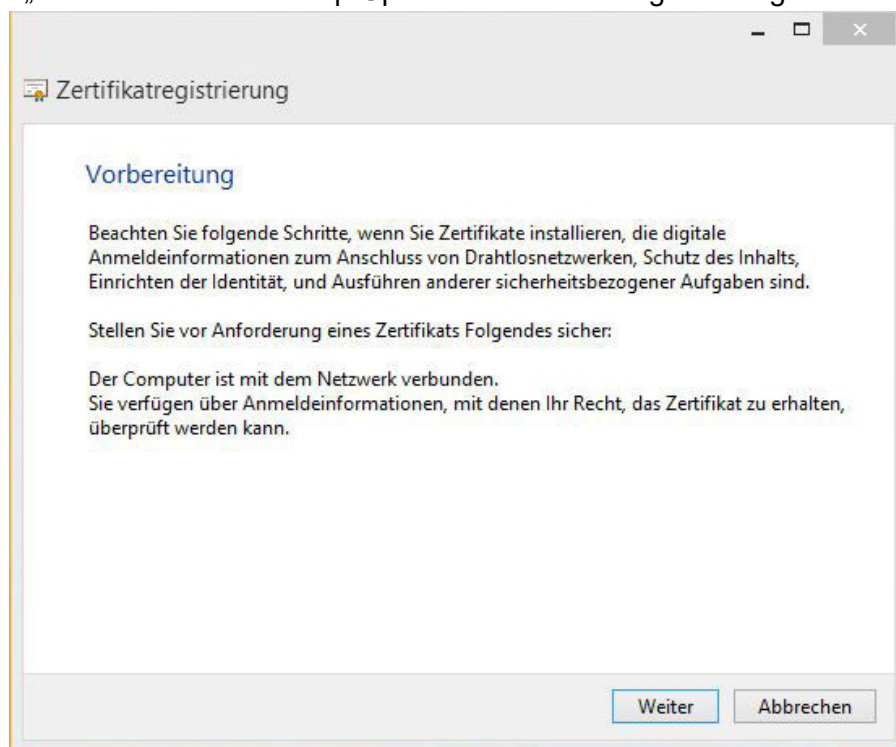 Zertifikatregistrierung
Vorbereitung
Beachten Sie folgende Schritte, wenn Sie Zertifikate installieren, die digitale
Anmeldeinformationen zum Anschluss von Drahtlosnetzwerken, Schutz des Inhalts,
Einrichten der Identität, und Ausführen anderer sicherheitsbezogener Aufgaben sind.
Stellen Sie vor Anforderung eines Zertifikats Folgendes sicher:
Der Computer ist mit dem Netzwerk verbunden.
Sie verfügen über Anmeldeinformationen, mit denen Ihr Recht, das Zertifikat zu erhalten,
überprüft werden kann.
Weiter Abbrechen